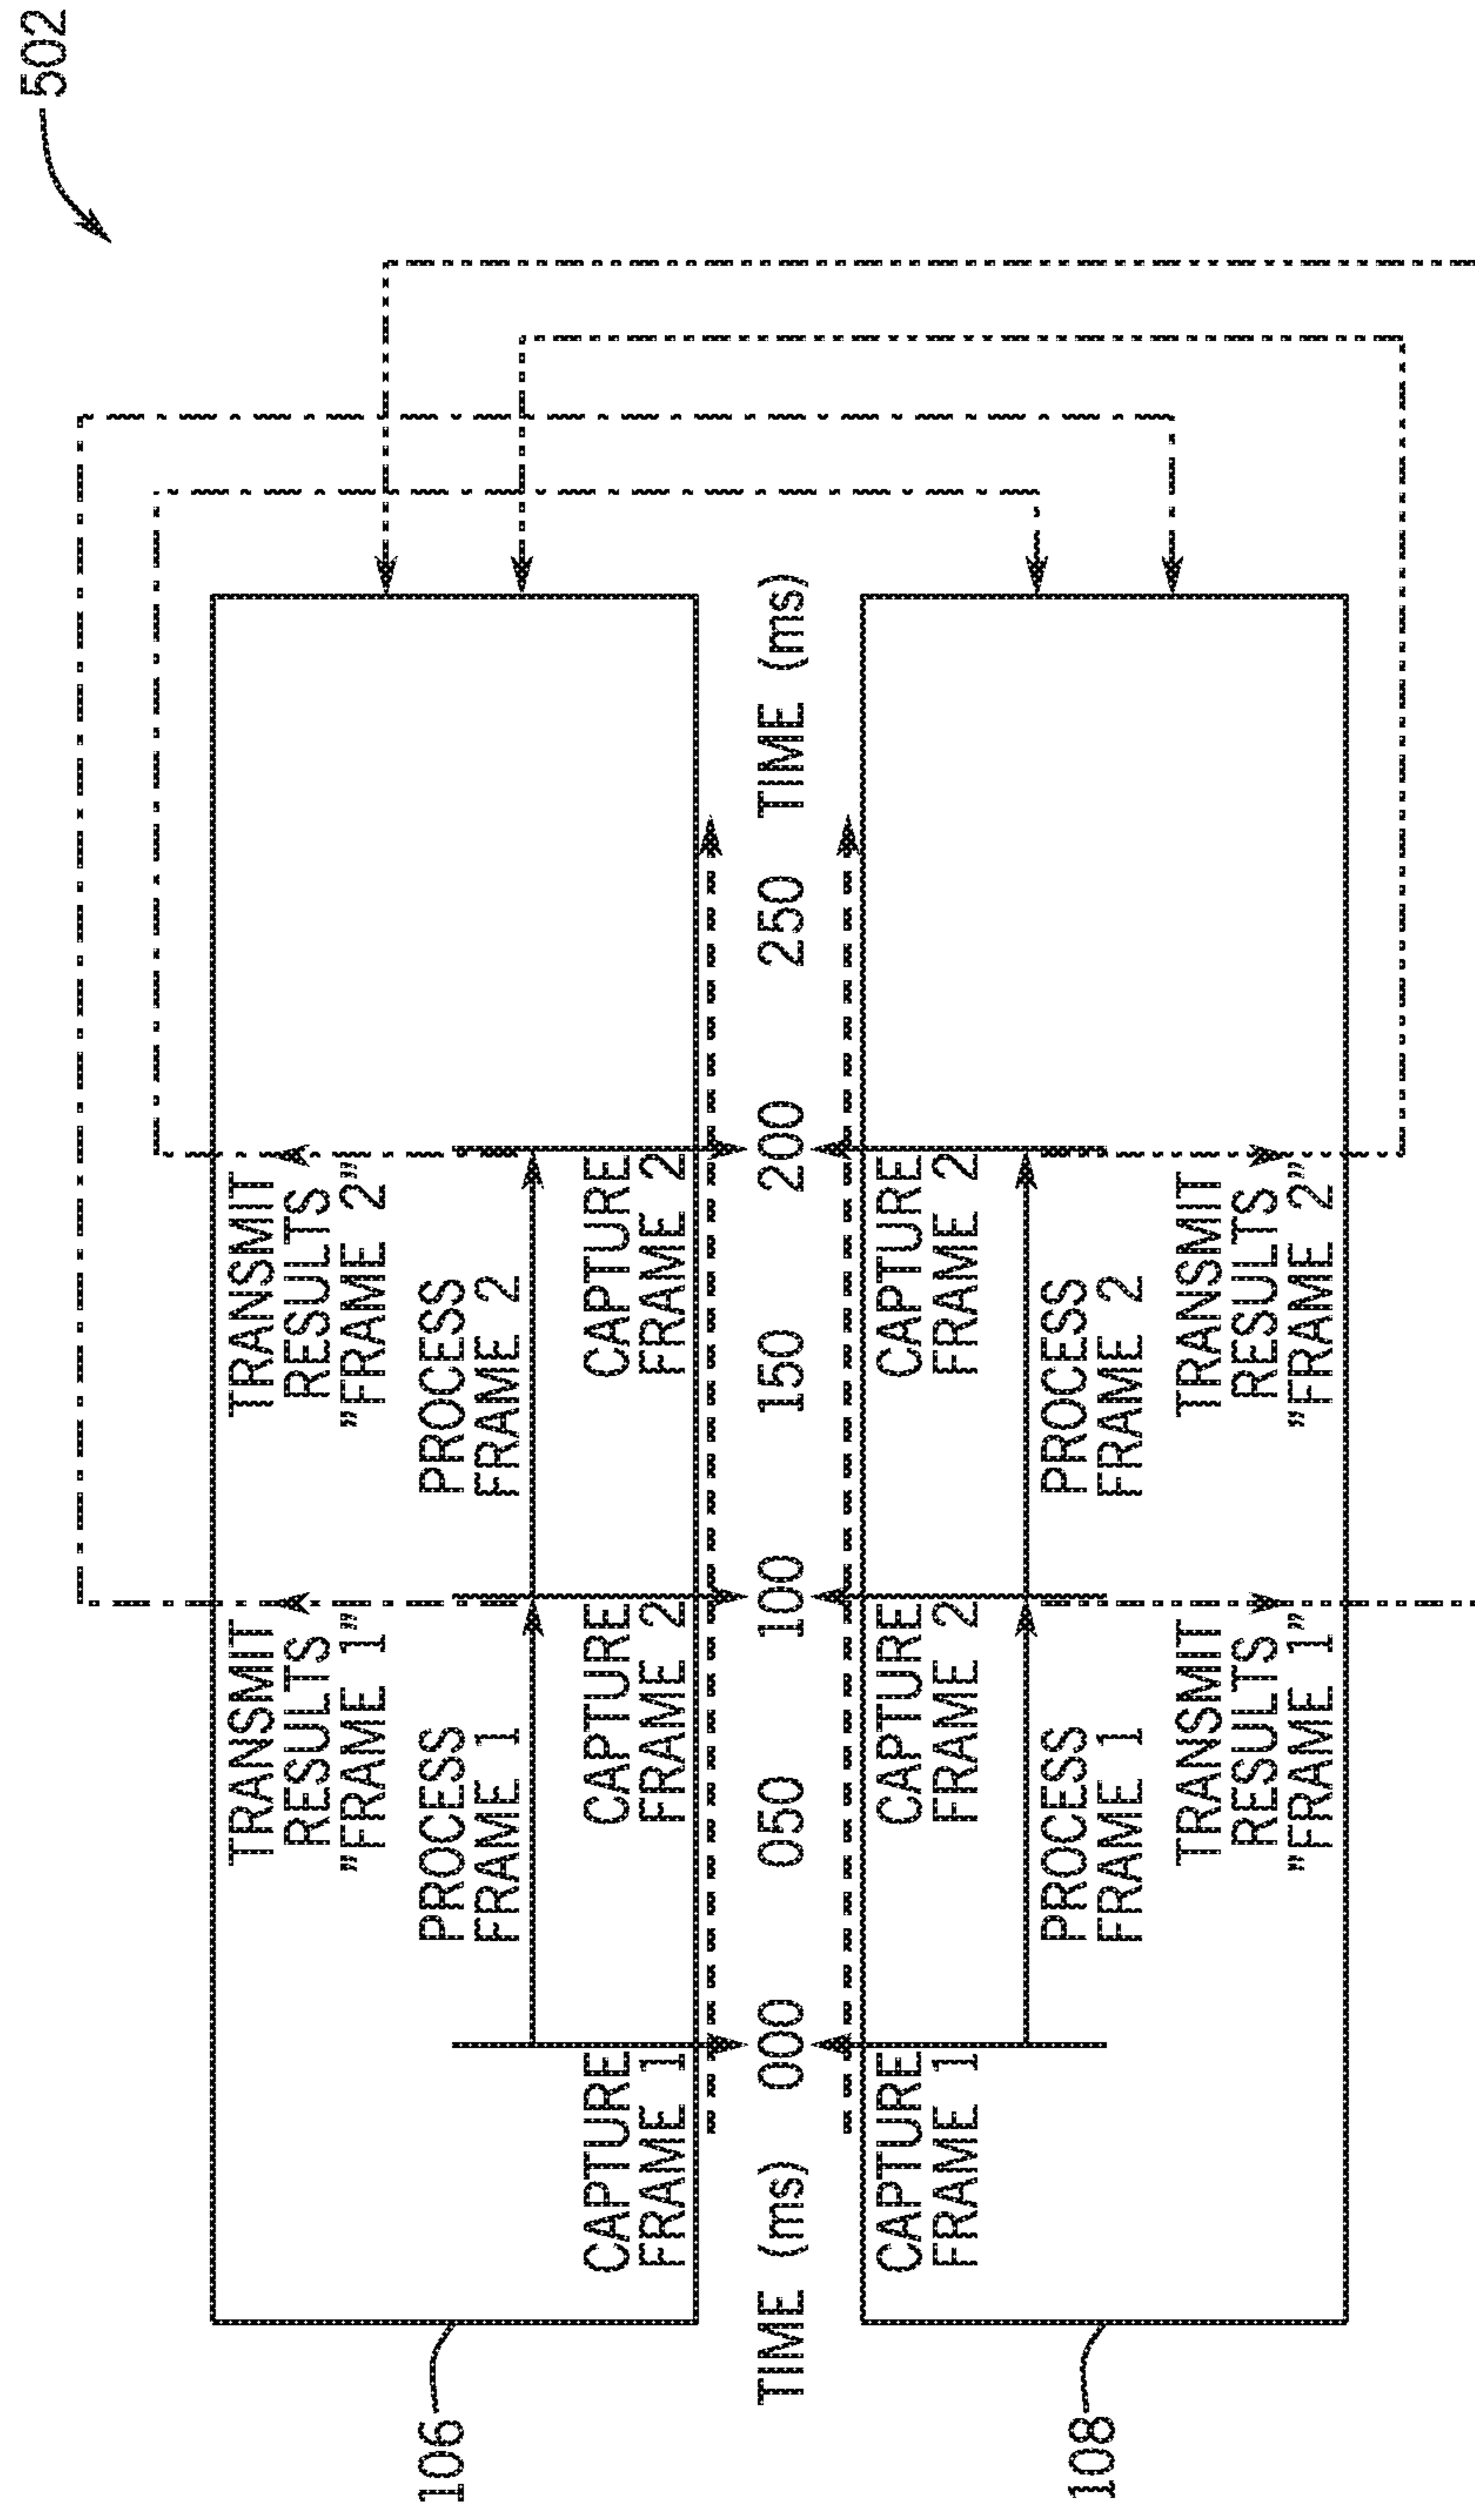 502
106
TRANSMIT
RESULTS
"FRAME 1"
TRANSMIT
RESULTS
"FRAME 2"
PROCESS
FRAME 1
PROCESS
FRAME 2
CAPTURE
FRAME 1
CAPTURE
FRAME 2
CAPTURE
FRAME 2
TIME (ms) 000 050 100 150 200 250 TIME (ms)
108
CAPTURE
FRAME 1
CAPTURE
FRAME 2
CAPTURE
FRAME 2
PROCESS
FRAME 1
PROCESS
FRAME 2
TRANSMIT
RESULTS
"FRAME 1"
TRANSMIT
RESULTS
"FRAME 2"